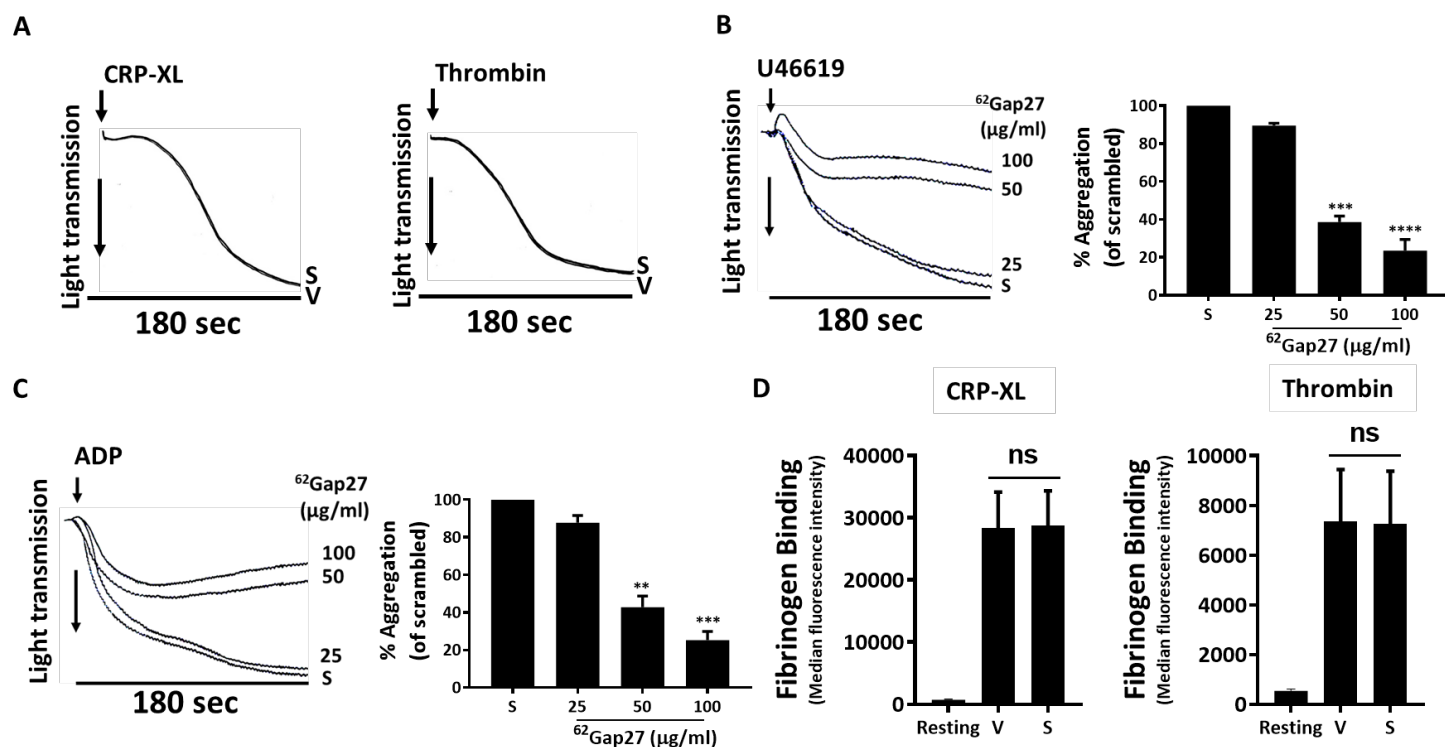 A
CRP-XL
Light transmission
S
V
180 sec
Thrombin
Light transmission
S
V
180 sec
B
U46619
Light transmission
⁶²Gap27
(µg/ml)
100
50
25
S
180 sec
% Aggregation
(of scrambled)
100
80
60
40
20
0
***
****
S 25 50 100
⁶²Gap27 (µg/ml)
C
ADP
Light transmission
⁶²Gap27
(µg/ml)
100
50
25
S
180 sec
% Aggregation
(of scrambled)
100
80
60
40
20
0
**
***
S 25 50 100
⁶²Gap27 (µg/ml)
D
CRP-XL
Fibrinogen Binding
(Median fluorescence intensity)
40000
30000
20000
10000
0
ns
Resting V S
Thrombin
Fibrinogen Binding
(Median fluorescence intensity)
10000
8000
6000
4000
2000
0
ns
Resting V S